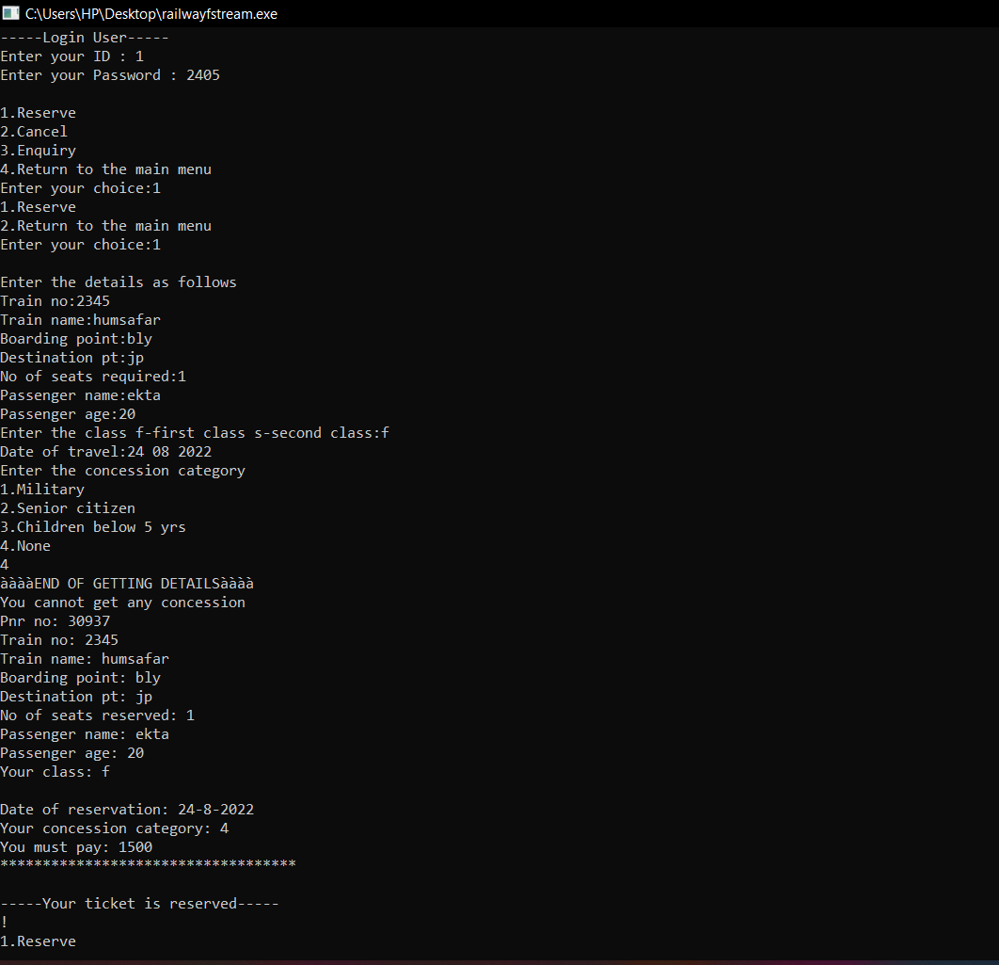 C:\Users\HP\Desktop\railwayfstream.exe
-----Login User-----
Enter your ID : 1
Enter your Password : 2405
1.Reserve
2.Cancel
3.Enquiry
4.Return to the main menu
Enter your choice:1
1.Reserve
2.Return to the main menu
Enter your choice:1
Enter the details as follows
Train no:2345
Train name:humsafar
Boarding point:bly
Destination pt:jp
No of seats required:1
Passenger name:ekta
Passenger age:20
Enter the class f-first class s-second class:f
Date of travel:24 08 2022
Enter the concession category
1.Military
2.Senior citizen
3.Children below 5 yrs
4.None
4
ààààEND OF GETTING DETAILSàààà
You cannot get any concession
Pnr no: 30937
Train no: 2345
Train name: humsafar
Boarding point: bly
Destination pt: jp
No of seats reserved: 1
Passenger name: ekta
Passenger age: 20
Your class: f
Date of reservation: 24-8-2022
Your concession category: 4
You must pay: 1500
***********************************
-----Your ticket is reserved-----
!
1.Reserve